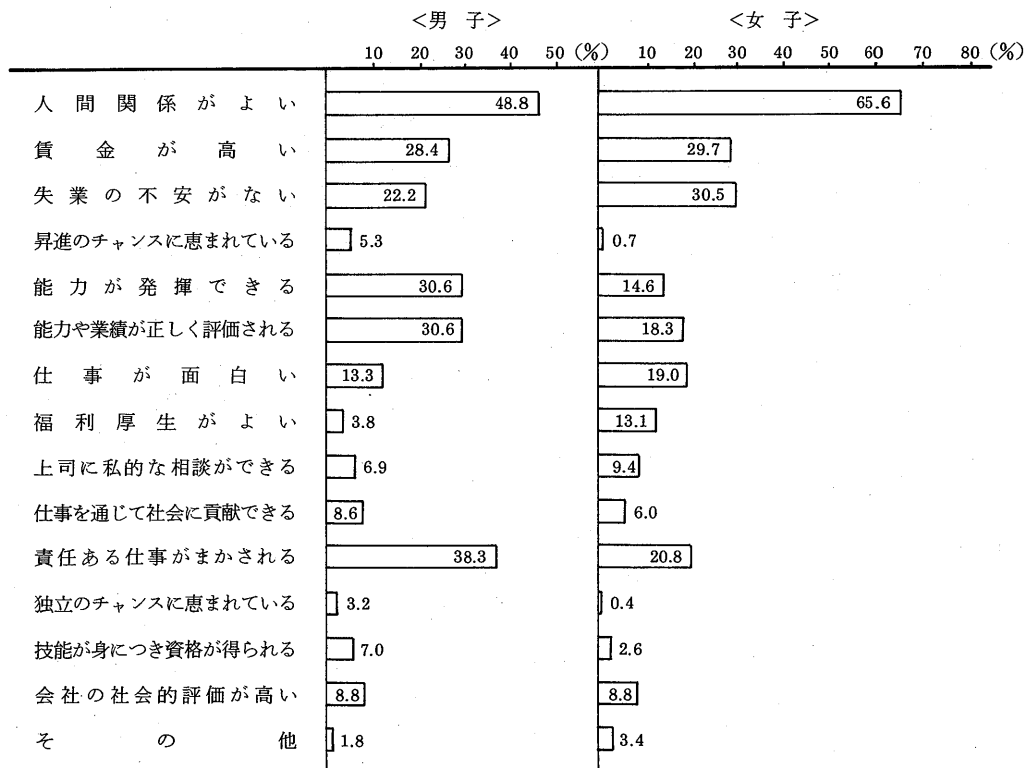 ＜男 子＞ ＜女 子＞
10 20 30 40 50 (%) 10 20 30 40 50 60 70 80 (%)
人間関係がよい 48.8 65.6
賃金が高い 28.4 29.7
失業の不安がない 22.2 30.5
昇進のチャンスに恵まれている 5.3 0.7
能力が発揮できる 30.6 14.6
能力や業績が正しく評価される 30.6 18.3
仕事が面白い 13.3 19.0
福利厚生がよい 3.8 13.1
上司に私的な相談ができる 6.9 9.4
仕事を通じて社会に貢献できる 8.6 6.0
責任ある仕事がまかされる 38.3 20.8
独立のチャンスに恵まれている 3.2 0.4
技能が身につき資格が得られる 7.0 2.6
会社の社会的評価が高い 8.8 8.8
その他 1.8 3.4